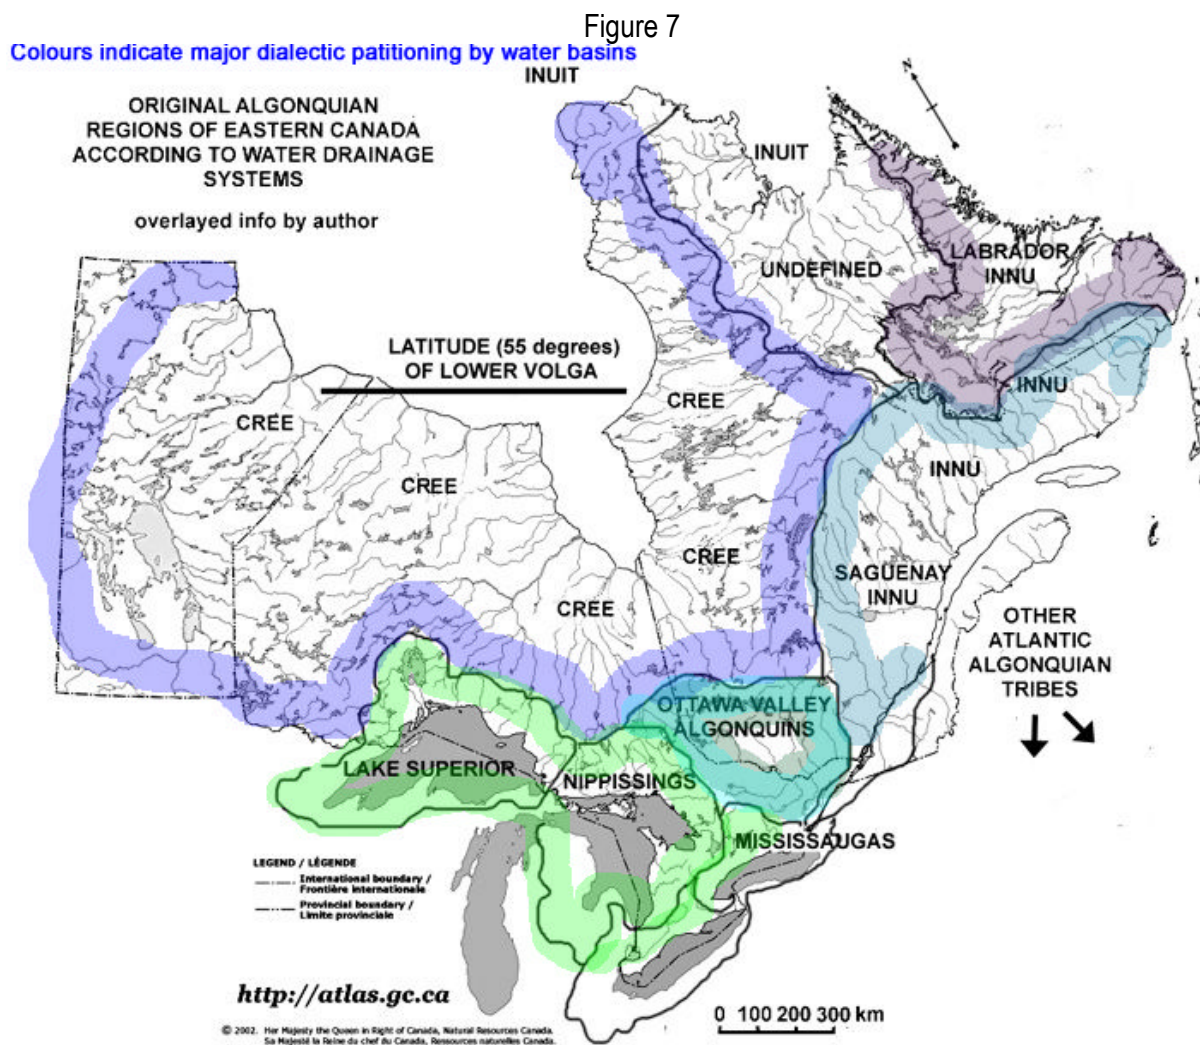 Figure 7
Colours indicate major dialectic patitioning by water basins
INUIT
ORIGINAL ALGONQUIAN
REGIONS OF EASTERN CANADA
ACCORDING TO WATER DRAINAGE
SYSTEMS
overlayed info by author
N
INUIT
UNDEFINED
LABRADOR
INNU
LATITUDE (55 degrees)
OF LOWER VOLGA
CREE
INNU
CREE
INNU
CREE
CREE
SAGUENAY
INNU
CREE
OTHER
ATLANTIC
ALGONQUIAN
TRIBES
OTTAWA VALLEY
ALGONQUINS
LAKE SUPERIOR
NIPPISSINGS
MISSISSAUGAS
LEGEND / LÉGENDE
International boundary /
Frontière internationale
Provincial boundary /
Limite provinciale
http://atlas.gc.ca
0 100 200 300 km
© 2002. Her Majesty the Queen in Right of Canada, Natural Resources Canada.
Sa Majesté la Reine du chef du Canada, Ressources naturelles Canada.